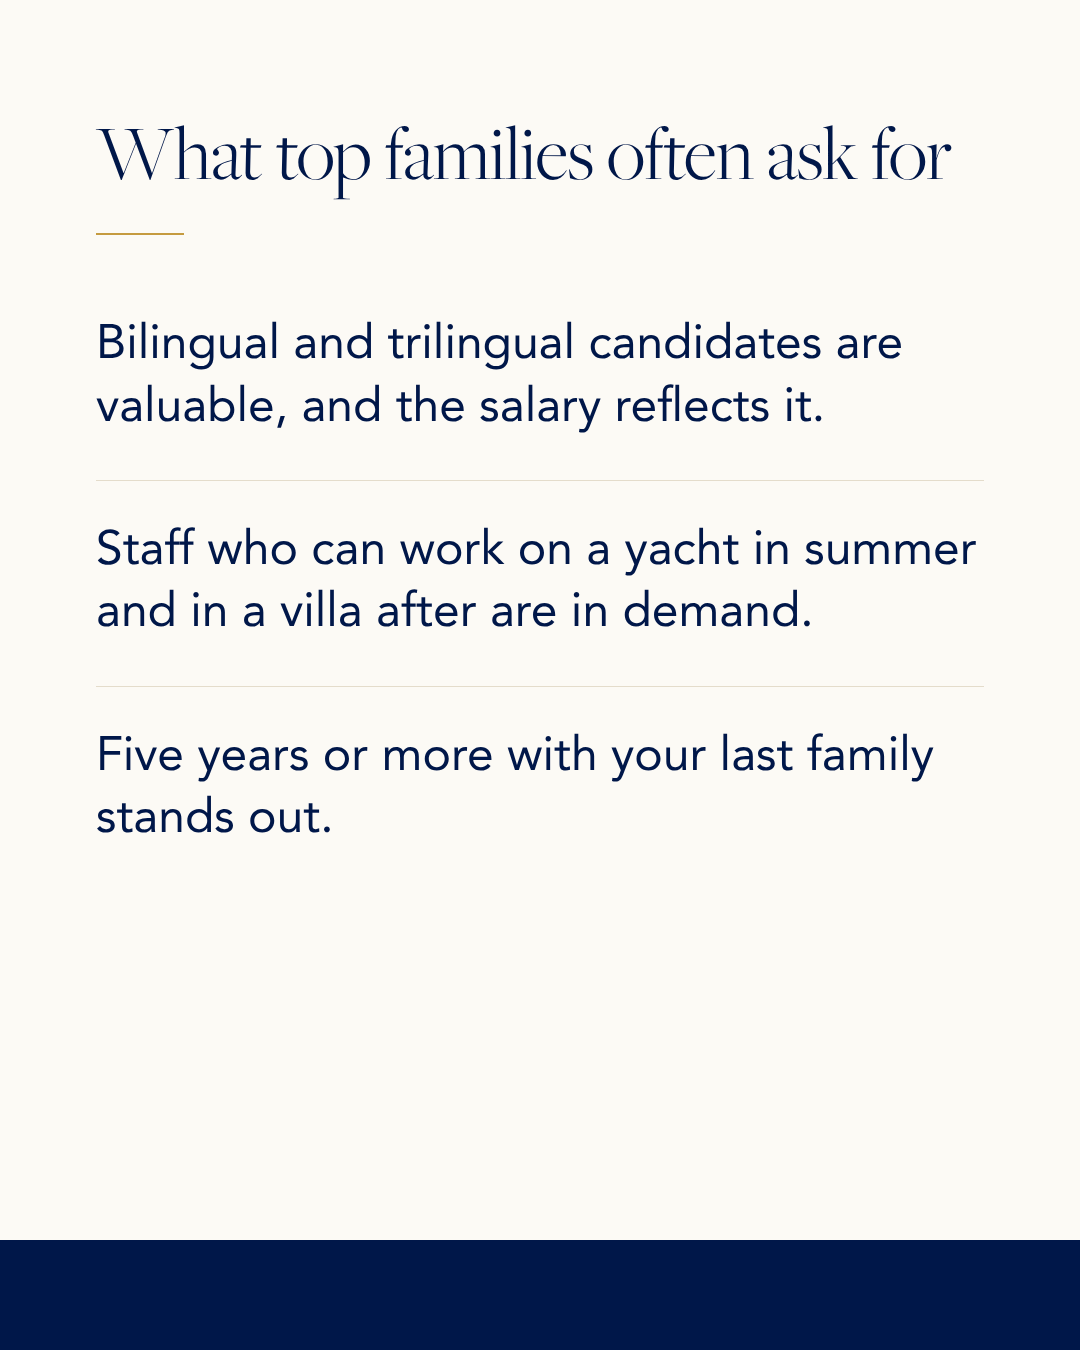 What top families often ask for
Bilingual and trilingual candidates are
valuable, and the salary reflects it.
Staff who can work on a yacht in summer
and in a villa after are in demand.
Five years or more with your last family
stands out.